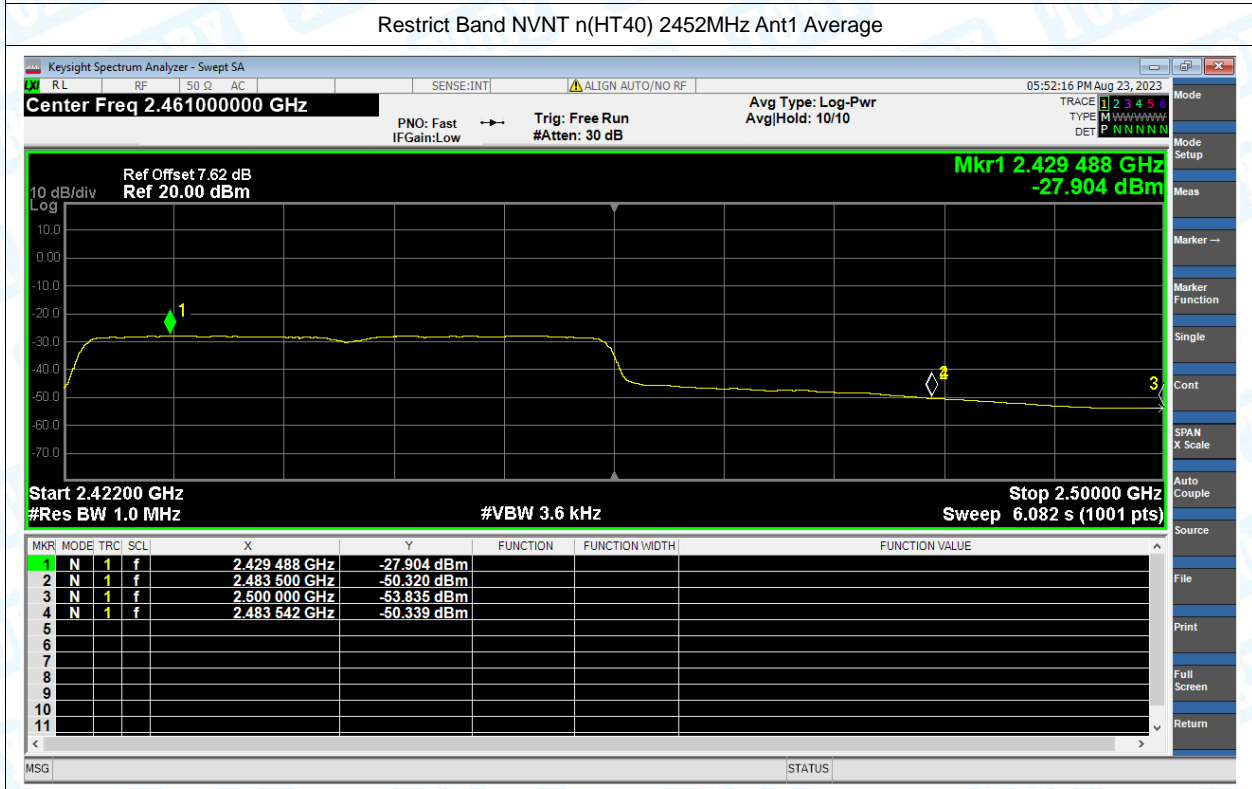 Restrict Band NVNT n(HT40) 2452MHz Ant1 Average
Keysight Spectrum Analyzer - Swept SA
LXI RL RF 50 Ω AC SENSE:INT ALIGN AUTO/NO RF 05:52:16 PM Aug 23, 2023
Center Freq 2.461000000 GHz
PNO: Fast
IFGain:Low
Trig: Free Run
#Atten: 30 dB
Avg Type: Log-Pwr
Avg|Hold: 10/10
TRACE 1 2 3 4 5 6
TYPE M WWWWW
DET P N N N N N
Mkr1 2.429 488 GHz
-27.904 dBm
Ref Offset 7.62 dB
10 dB/div Ref 20.00 dBm
Log
10.0
0.00
-10.0
-20.0
-30.0
-40.0
-50.0
-60.0
-70.0
1
2
3
Start 2.42200 GHz Stop 2.50000 GHz
#Res BW 1.0 MHz #VBW 3.6 kHz Sweep 6.082 s (1001 pts)
MKR MODE TRC SCL X Y FUNCTION FUNCTION WIDTH FUNCTION VALUE
1 N 1 f 2.429 488 GHz -27.904 dBm
2 N 1 f 2.483 500 GHz -50.320 dBm
3 N 1 f 2.500 000 GHz -53.835 dBm
4 N 1 f 2.483 542 GHz -50.339 dBm
5
6
7
8
9
10
11
MSG STATUS
Mode
Mode
Setup
Meas
Marker →
Marker
Function
Single
Cont
SPAN
X Scale
Auto
Couple
Source
File
Print
Full
Screen
Return